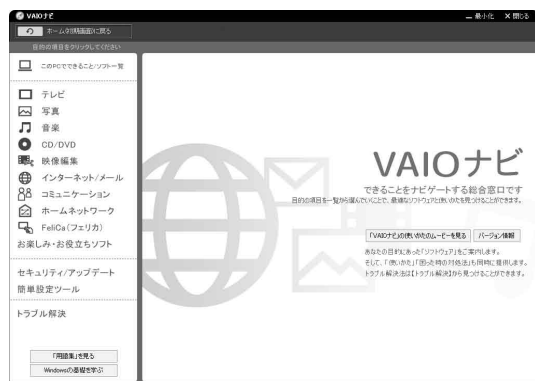 VAIOナビ
最小化 × 閉じる
ホーム(初期画面)に戻る
目的の項目をクリックしてください
このPCでできること/ソフト一覧
テレビ
写真
音楽
CD/DVD
映像編集
インターネット/メール
コミュニケーション
ホームネットワーク
FeliCa(フェリカ)
お楽しみ・お役立ちソフト
セキュリティ/アップデート
簡単設定ツール
トラブル解決
「用語集」を見る
Windowsの基礎を学ぶ
VAIOナビ
できることをナビゲートする総合窓口です
目的の項目を一覧から選んでいくことで、最適なソフトウェアと使いかたを見つけることができます。
「VAIOナビ」の使いかたのムービーを見る バージョン情報
あなたの目的にあった「ソフトウェア」をご案内します。
そして、「使いかた」「困った時の対処法」も同時に提供します。
トラブル解決法は【トラブル解決】から見つけることができます。